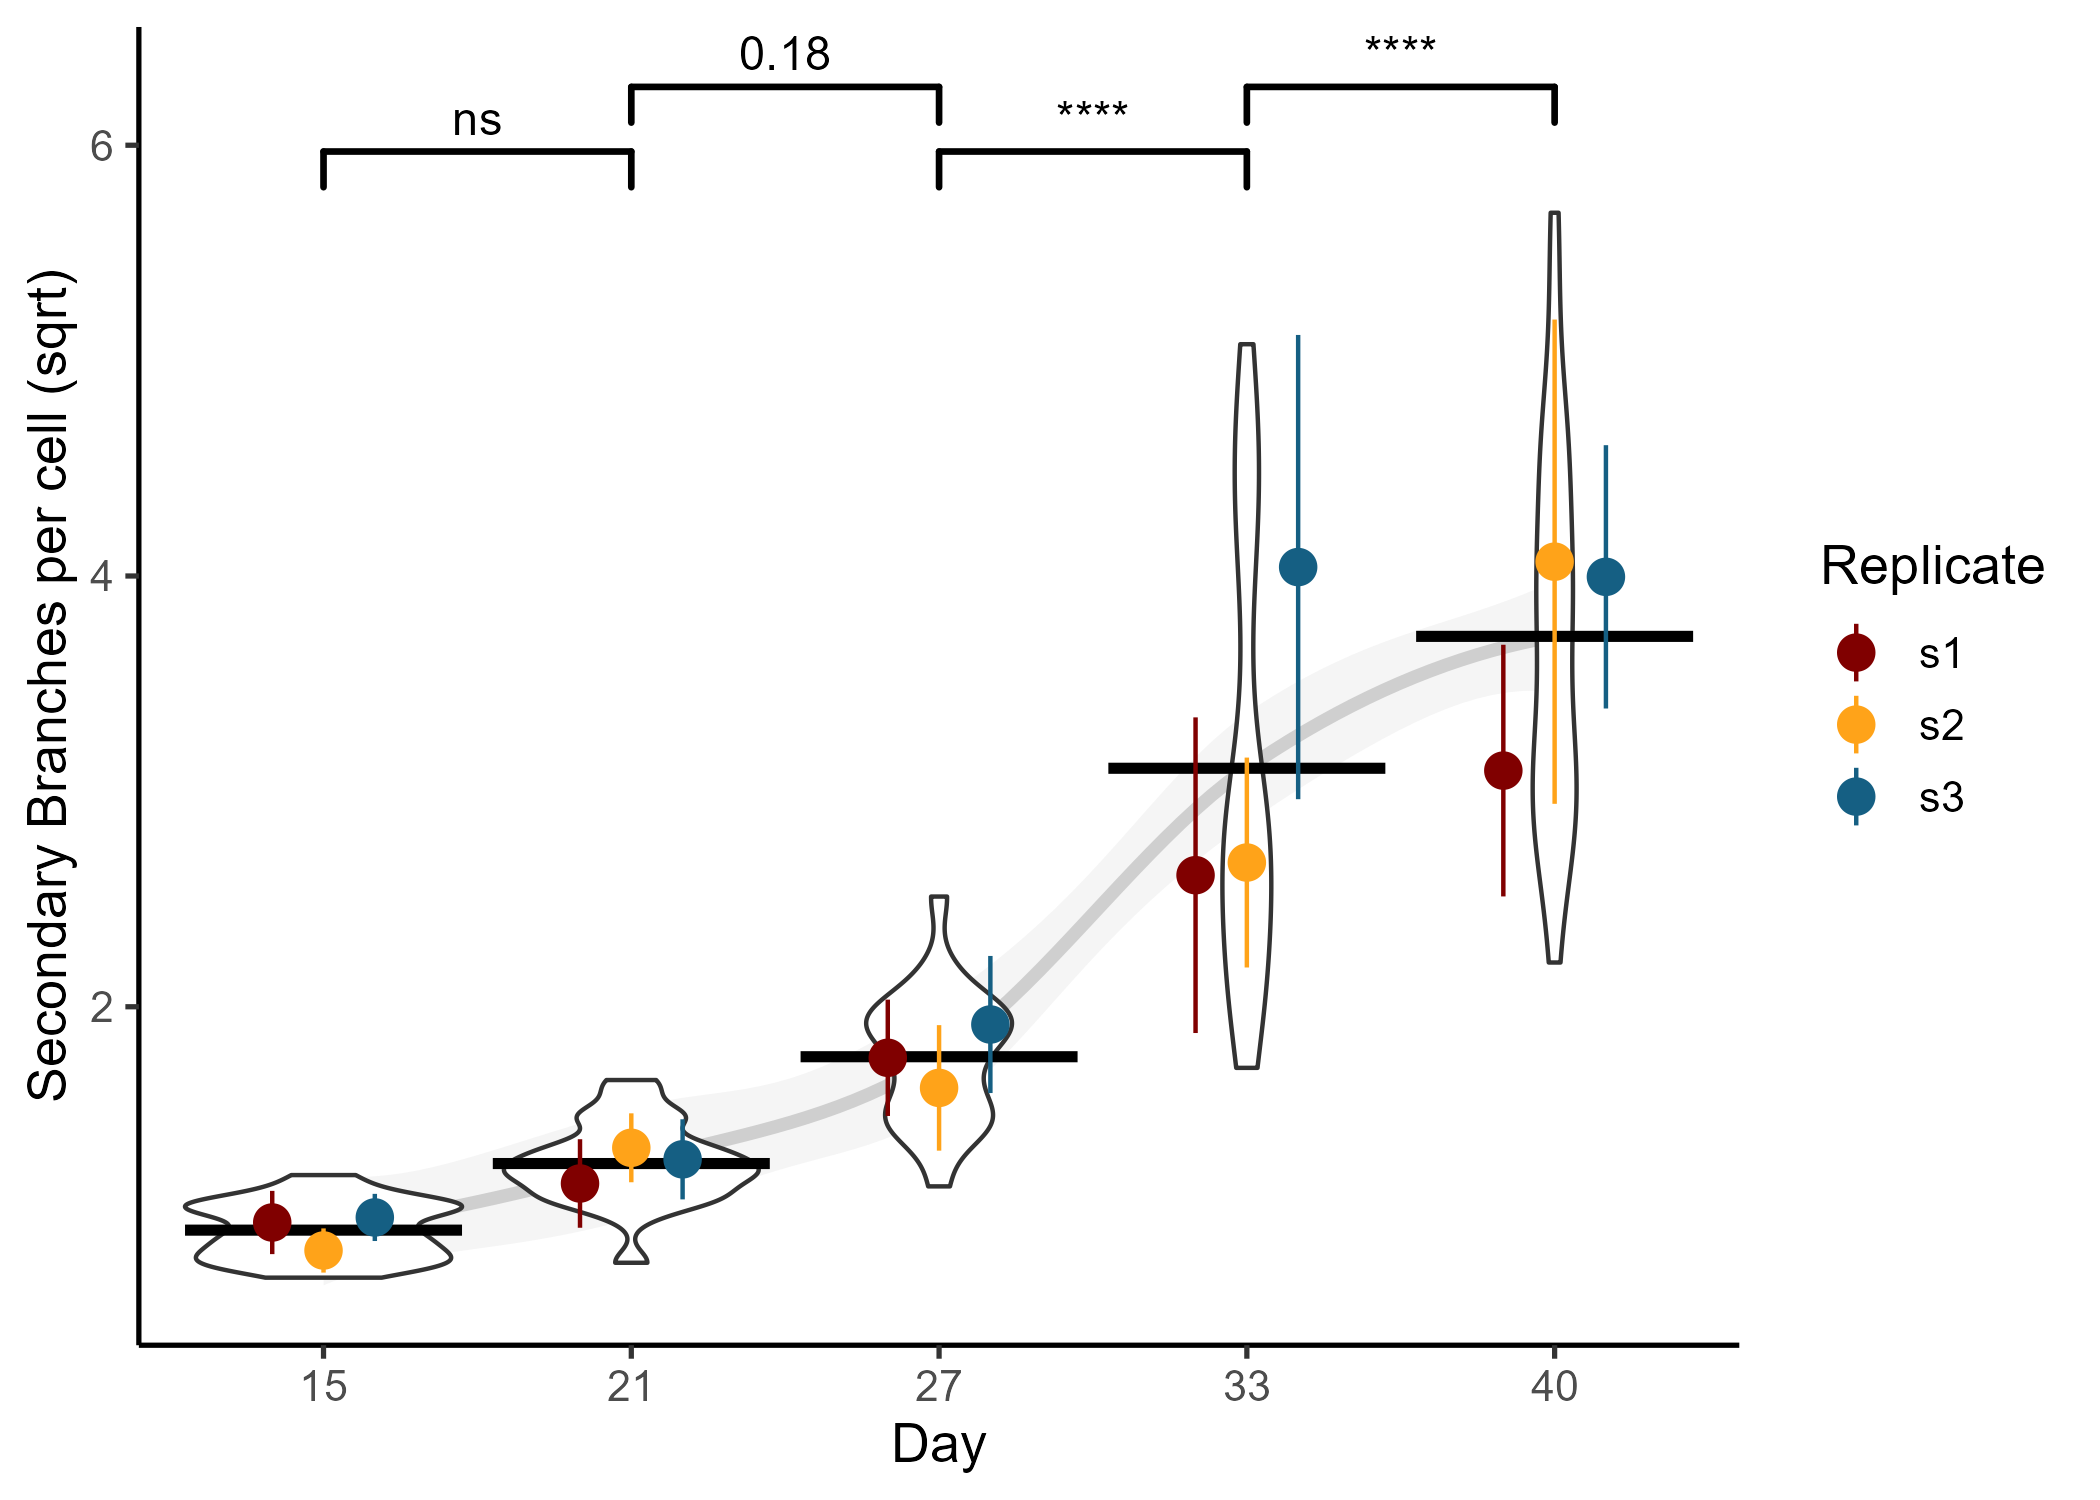 0.18
****
ns
****
6
4
2
Secondary Branches per cell (sqrt)
15
21
27
33
40
Day
Replicate
s1
s2
s3